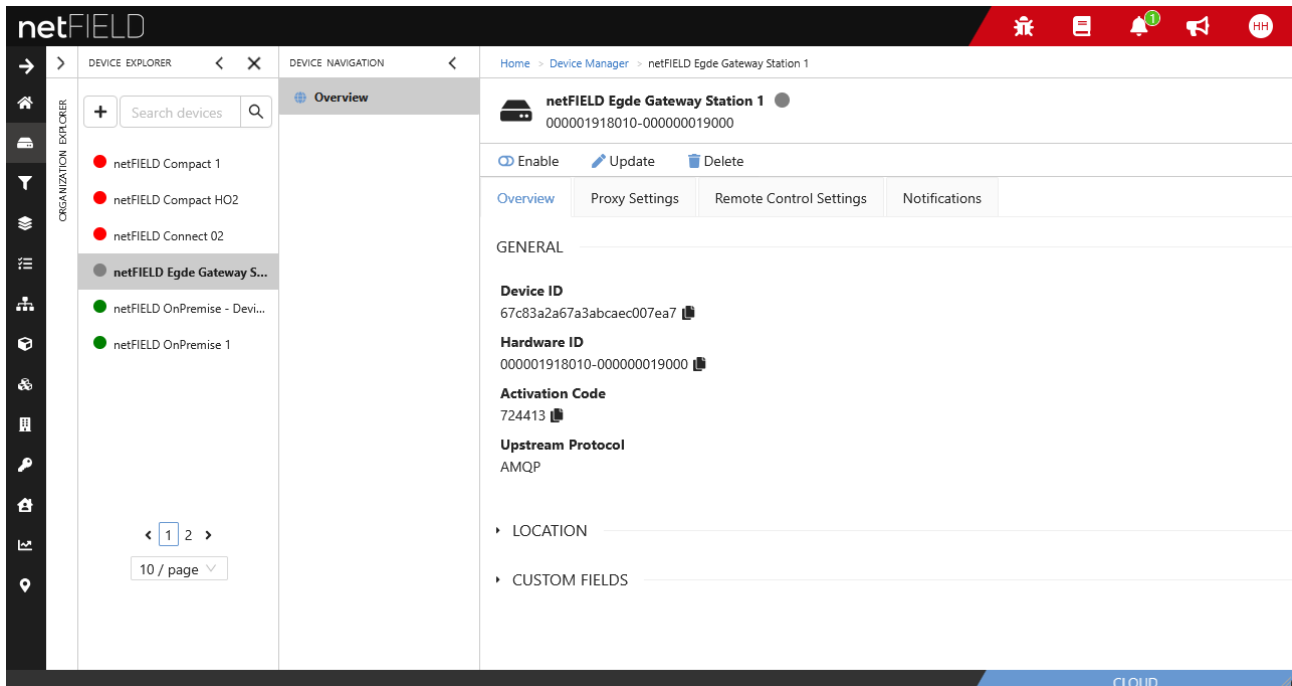 netFIELD
1
HH
DEVICE EXPLORER
DEVICE NAVIGATION
Home > Device Manager > netFIELD Egde Gateway Station 1
ORGANIZATION EXPLORER
Search devices
Overview
netFIELD Egde Gateway Station 1
000001918010-000000019000
netFIELD Compact 1
netFIELD Compact HO2
netFIELD Connect 02
netFIELD Egde Gateway S...
netFIELD OnPremise - Devi...
netFIELD OnPremise 1
1 2
10 / page
Enable Update Delete
Overview Proxy Settings Remote Control Settings Notifications
GENERAL
Device ID
67c83a2a67a3abcaec007ea7
Hardware ID
000001918010-000000019000
Activation Code
724413
Upstream Protocol
AMQP
LOCATION
CUSTOM FIELDS
CLOUD